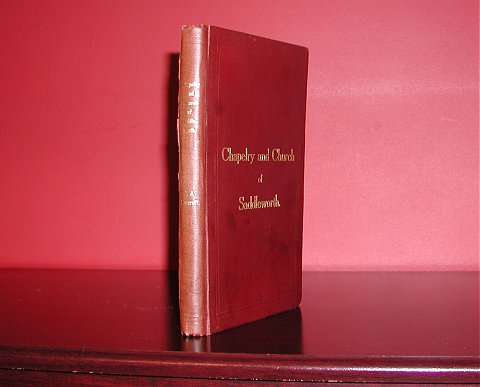 Chapelry and Church
of
Saddleworth.